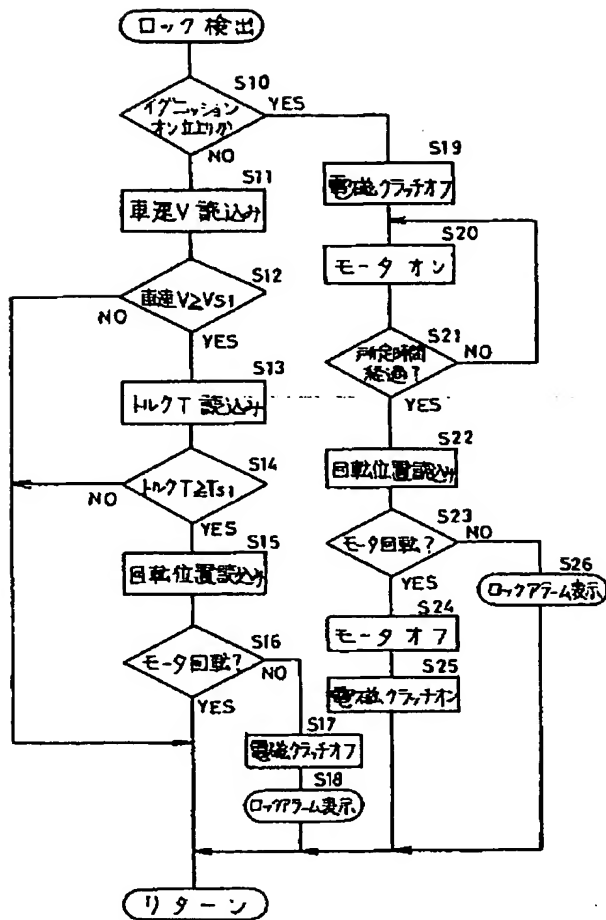 ロック検出
S10
イグニッション
オン立上りか
YES
NO
S11
車速V 読込み
S12
車速V≧VS1
NO
YES
S13
トルクT 読込み
S14
トルクT≧TS1
NO
YES
S15
回転位置読込み
S16
モータ回転?
NO
YES
S17
電磁クラッチオフ
S18
ロックアラーム表示
S19
電磁クラッチオフ
S20
モータ オン
S21
所定時間
経過?
NO
YES
S22
回転位置読込み
S23
モータ回転?
NO
YES
S24
モータオフ
S25
電磁クラッチオン
S26
ロックアラーム表示
リターン